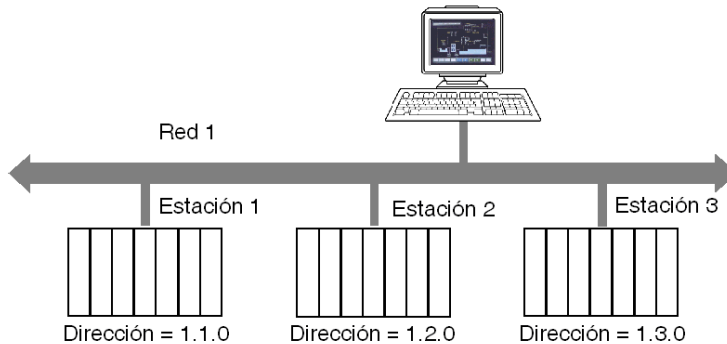 Red 1
Estación 1
Estación 2
Estación 3
Dirección = 1.1.0
Dirección = 1.2.0
Dirección = 1.3.0